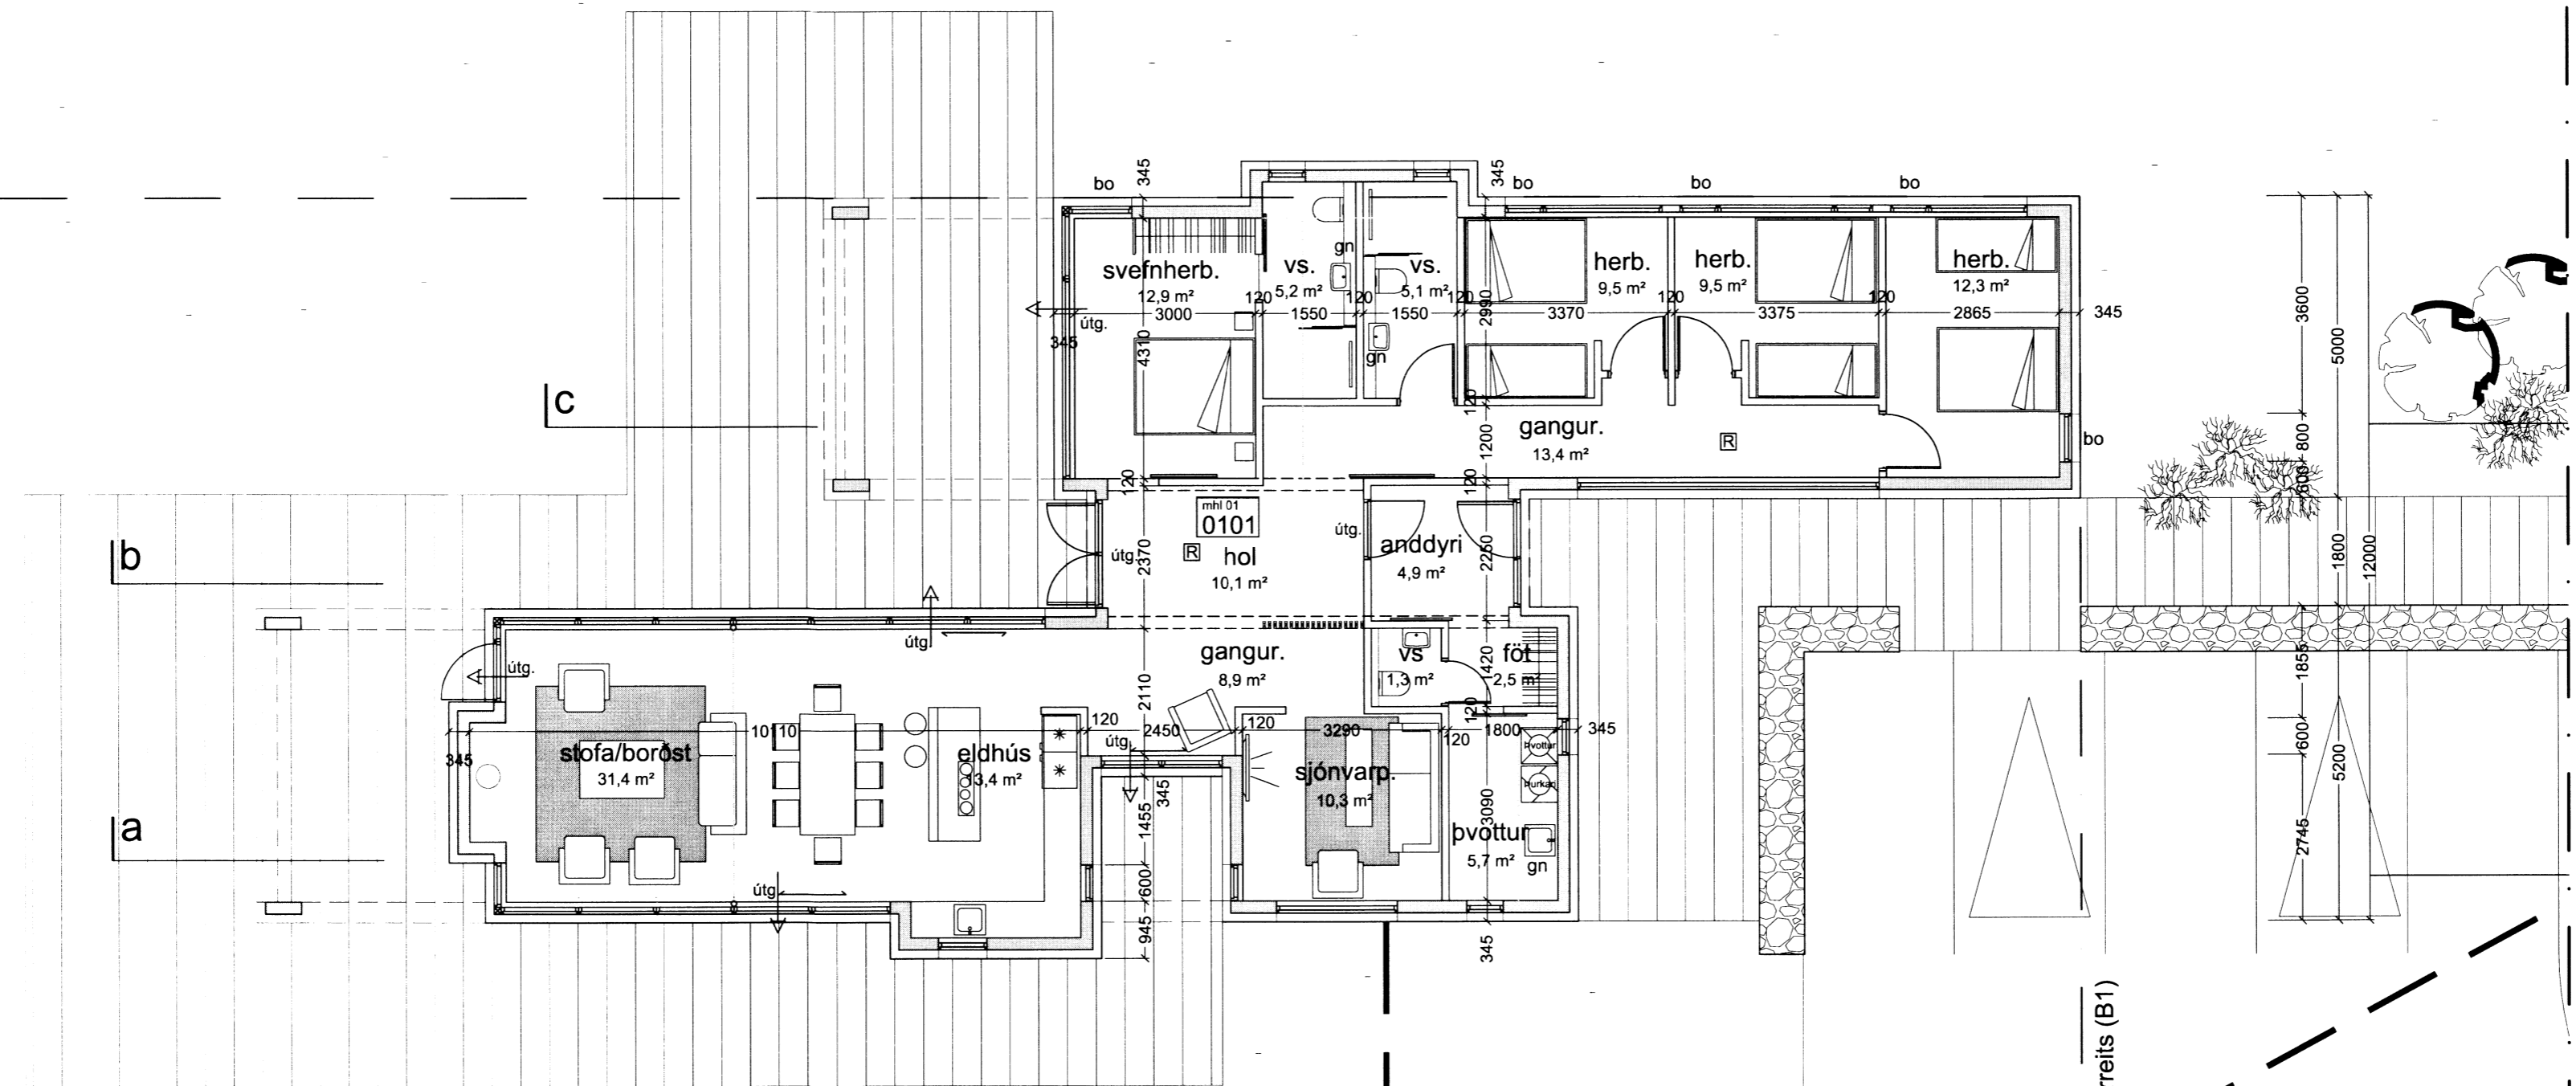 bo
345
345
bo
bo
bo
svefnherb.
12,9 m²
vs.
5,2 m²
gn
vs.
5,1 m²
gn
herb.
9,5 m²
herb.
9,5 m²
herb.
12,3 m²
120
120
120
120
120
3000
1550
1550
3370
3375
2865
345
útg.
345
4310
2990
120
1200
120
120
gangur.
13,4 m²
R
bo
3600
800
600
5000
1800
12000
1855
600
2745
5200
c
b
a
mhl 01
0101
R
hol
10,1 m²
útg.
2370
útg.
anddyri
4,9 m²
2250
útg.
útg.
gangur.
8,9 m²
2110
vs
1,3 m²
föt
2,5 m²
1420
120
10110
120
2450
120
3290
120
1800
345
345
stofa/borðst
31,4 m²
eldhús
13,4 m²
útg.
345
1455
600
945
sjónvarp.
10,3 m²
Þvottur
Þurkari
þvottur
5,7 m²
3090
gn
345
útg.
rreits (B1)